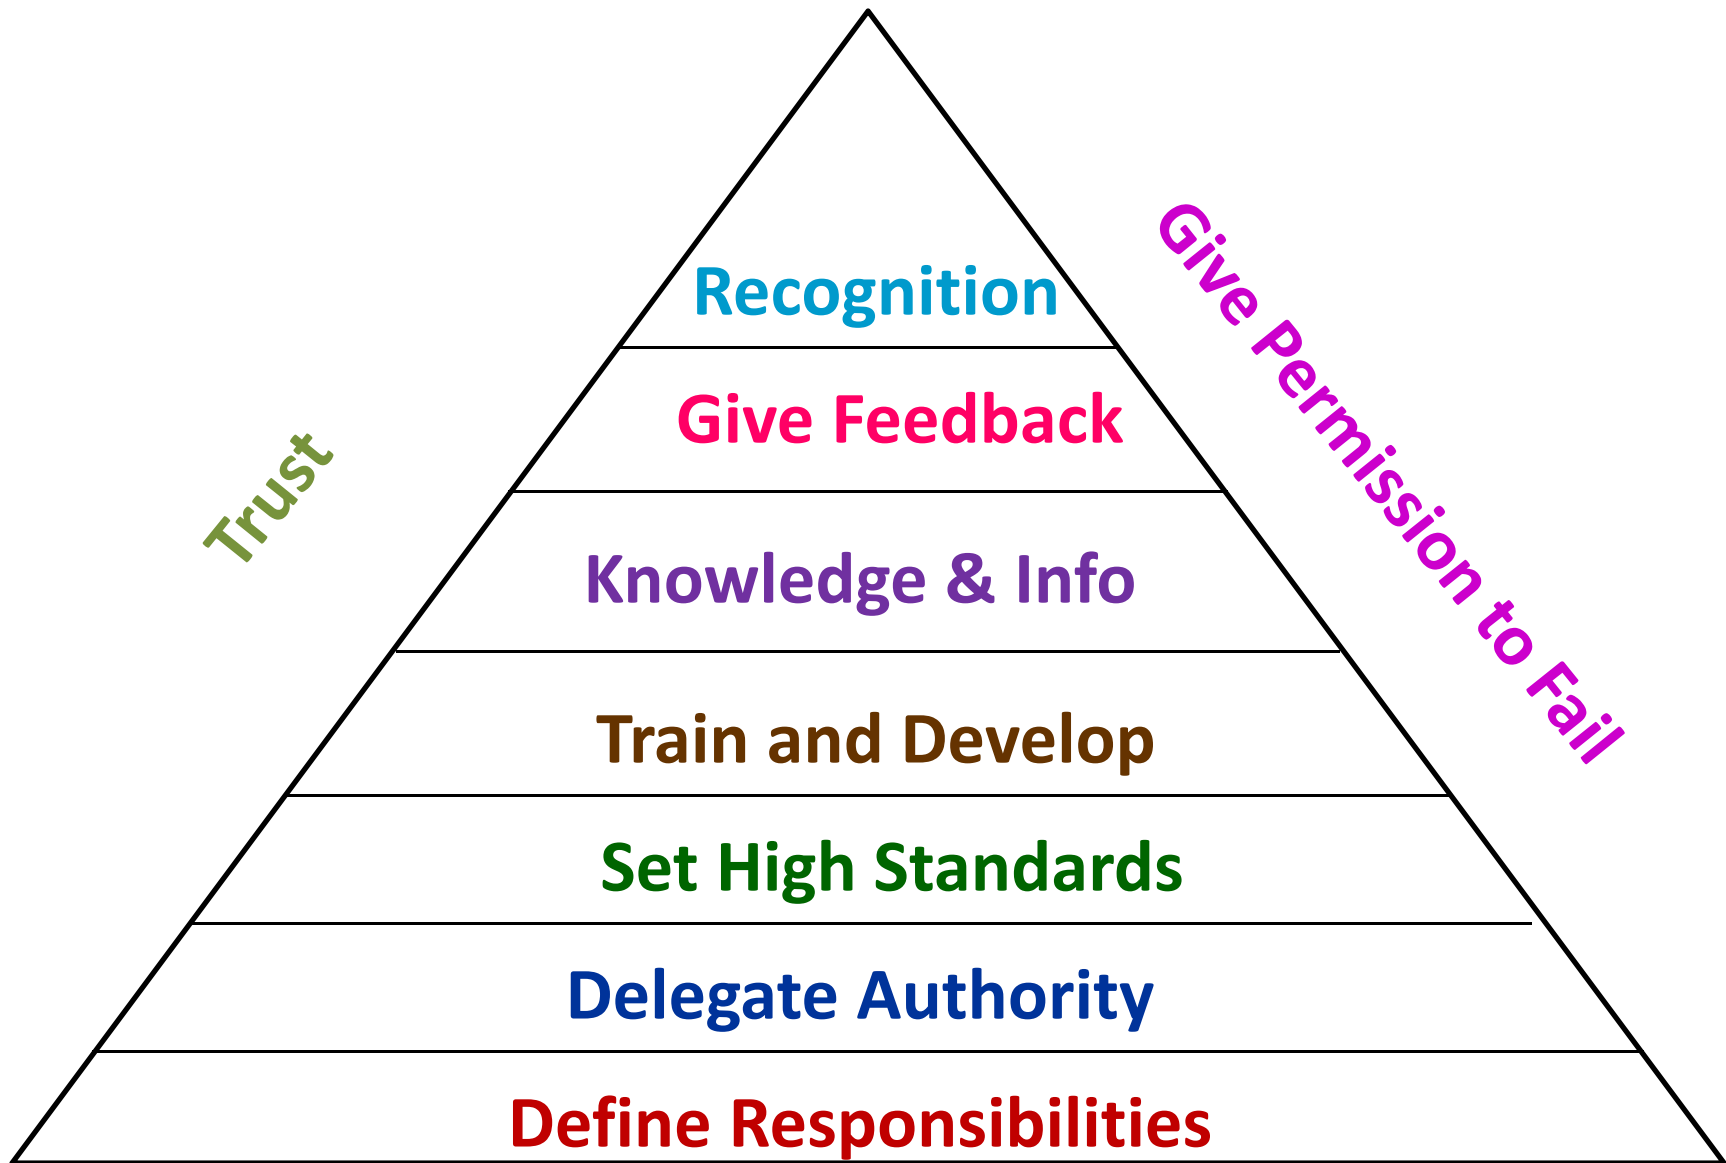 Recognition
Give Feedback
Knowledge & Info
Train and Develop
Set High Standards
Delegate Authority
Define Responsibilities
Trust
Give Permission to Fail